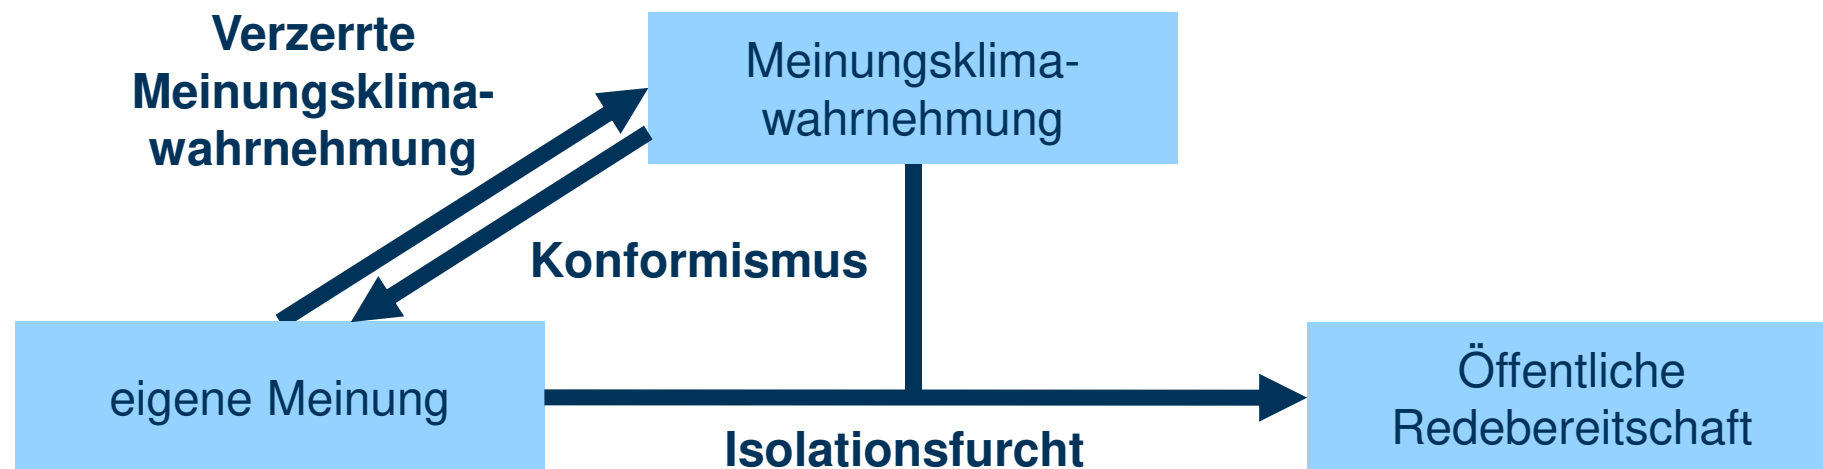 Verzerrte
Meinungsklima-
wahrnehmung
Meinungsklima-
wahrnehmung
Konformismus
eigene Meinung
Isolationsfurcht
Öffentliche
Redebereitschaft